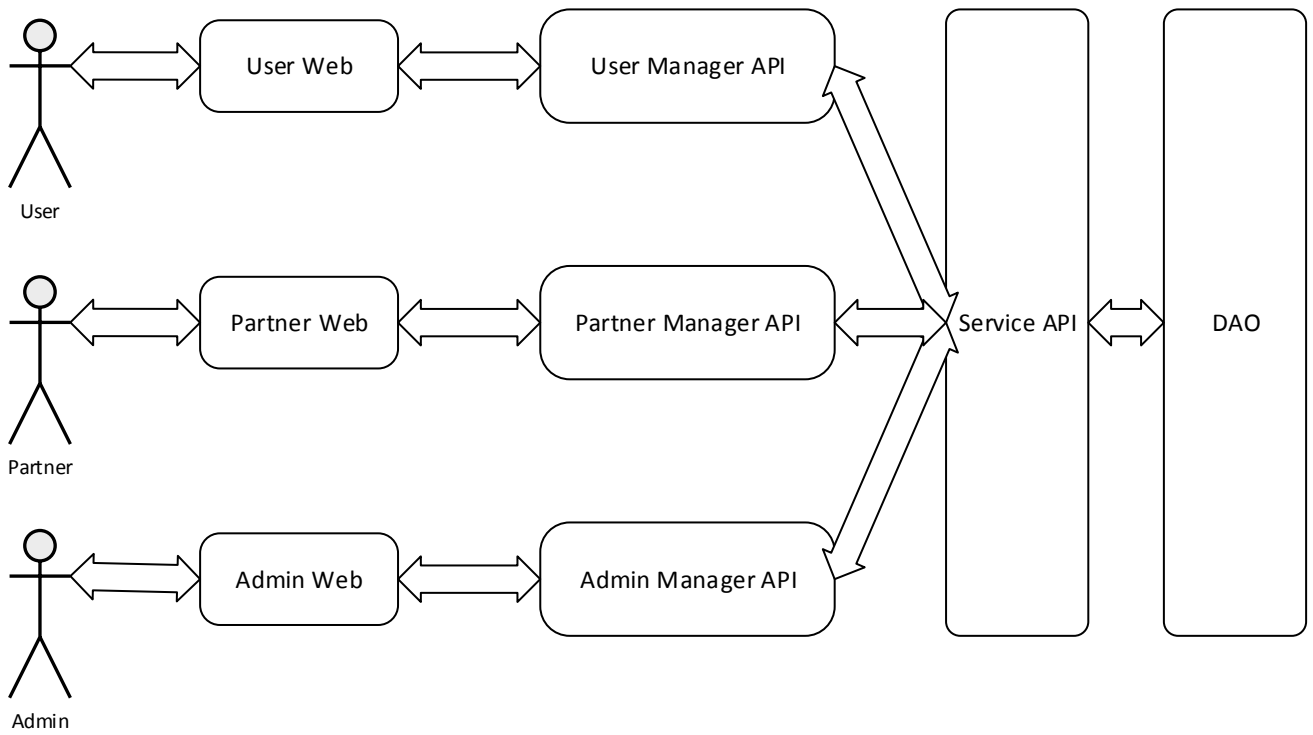 User Web
User Manager API
User
Partner Web
Partner Manager API
Service API
DAO
Partner
Admin Web
Admin Manager API
Admin